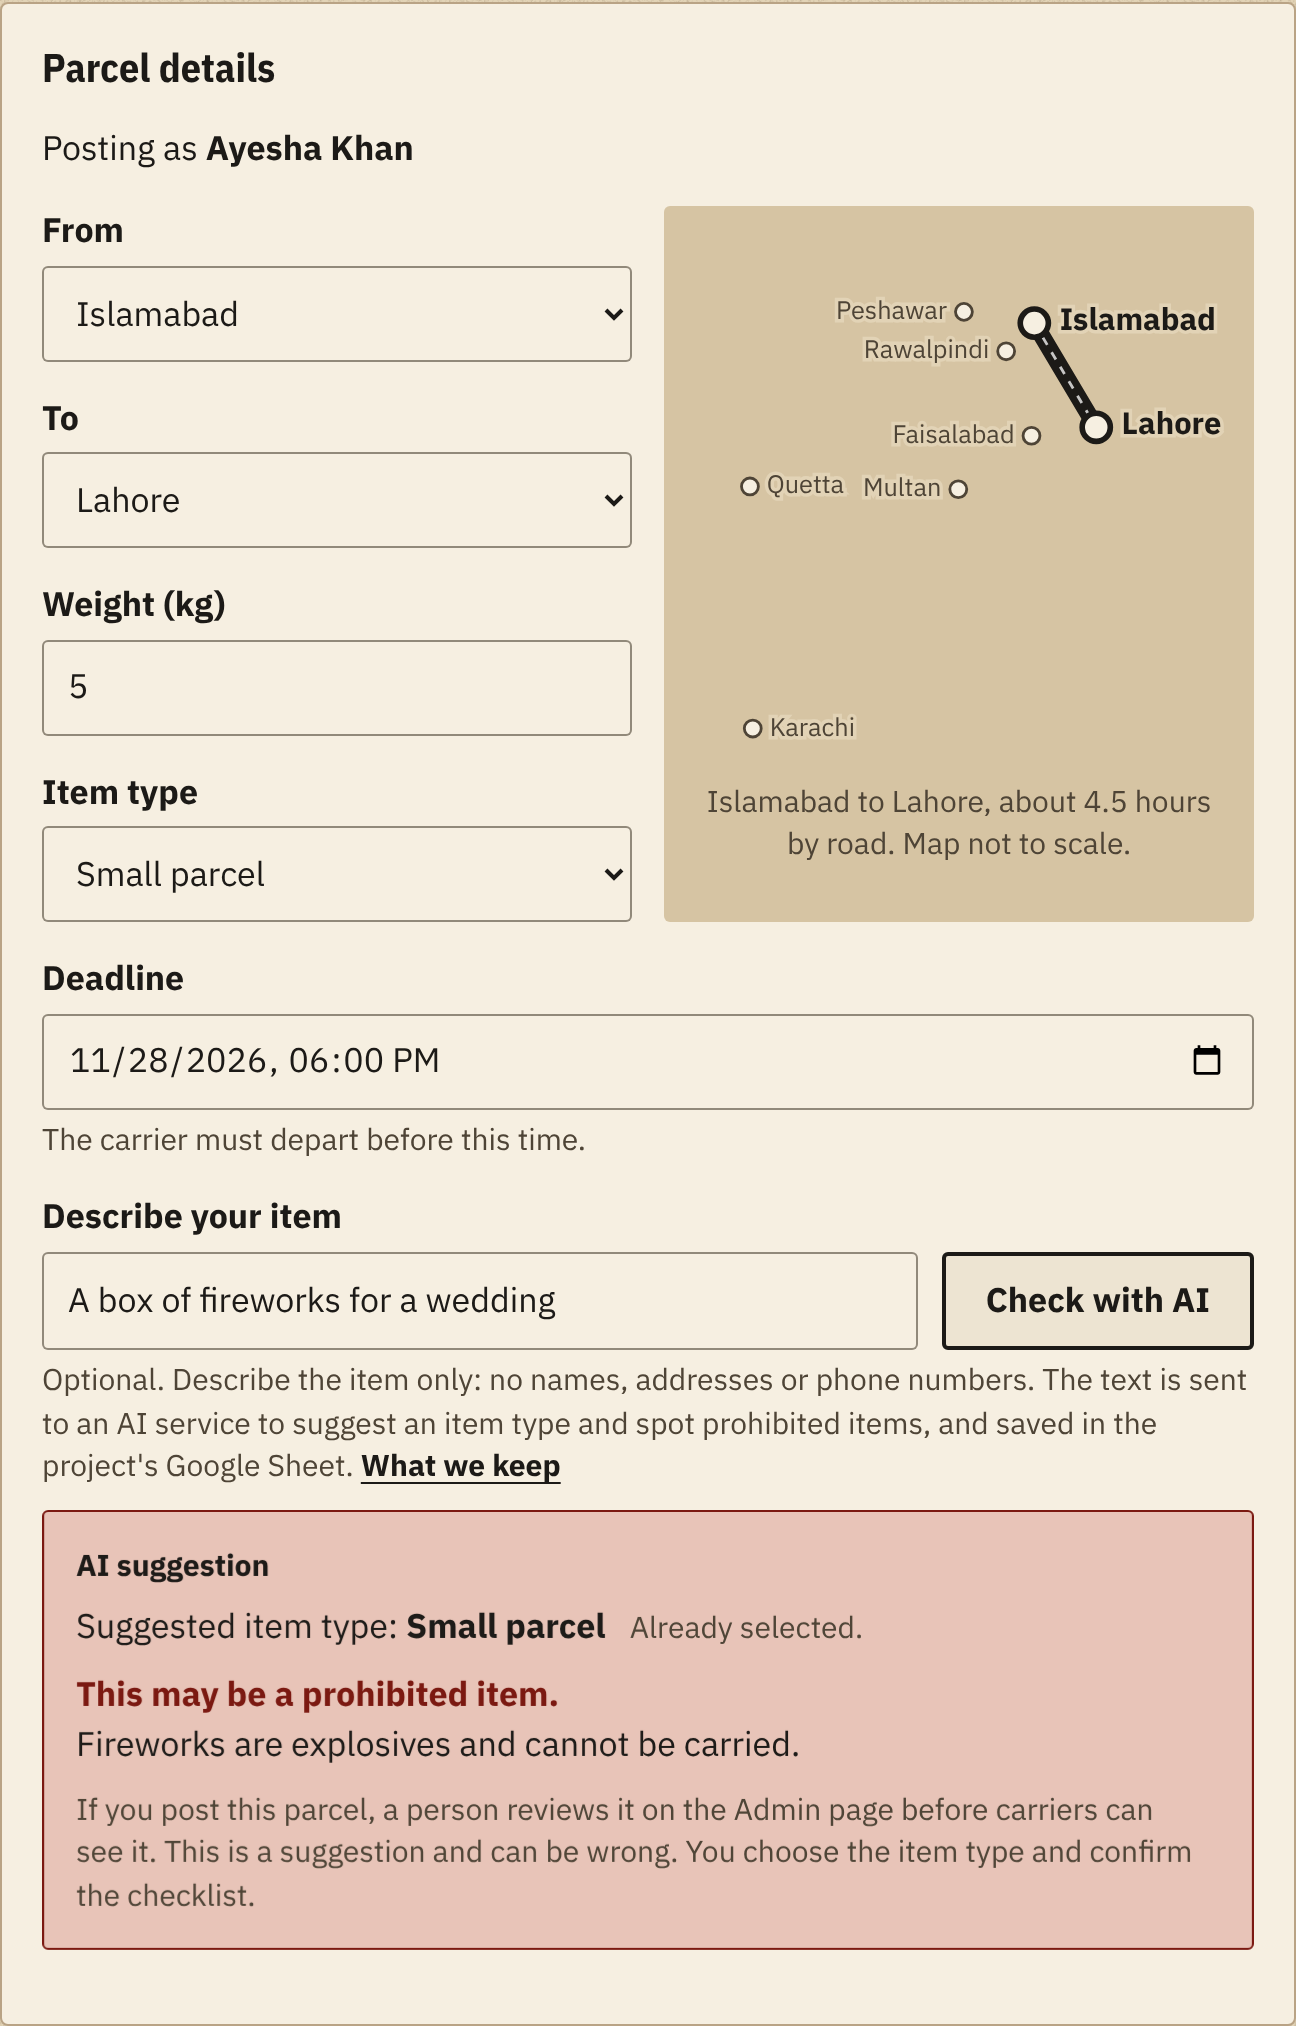 Parcel details
Posting as Ayesha Khan
From
Islamabad
To
Lahore
Weight (kg)
5
Item type
Small parcel
Peshawar
Islamabad
Rawalpindi
Lahore
Faisalabad
Quetta
Multan
Karachi
Islamabad to Lahore, about 4.5 hours
by road. Map not to scale.
Deadline
11/28/2026, 06:00 PM
The carrier must depart before this time.
Describe your item
A box of fireworks for a wedding
Check with AI
Optional. Describe the item only: no names, addresses or phone numbers. The text is sent
to an AI service to suggest an item type and spot prohibited items, and saved in the
project's Google Sheet. What we keep
AI suggestion
Suggested item type: Small parcel Already selected.
This may be a prohibited item.
Fireworks are explosives and cannot be carried.
If you post this parcel, a person reviews it on the Admin page before carriers can
see it. This is a suggestion and can be wrong. You choose the item type and confirm
the checklist.